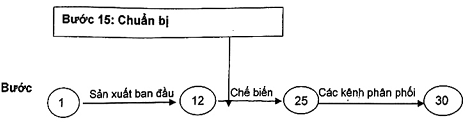 Bước 15: Chuẩn bị
Bước
1
Sản xuất ban đầu
12
Chế biến
25
Các kênh phân phối
30